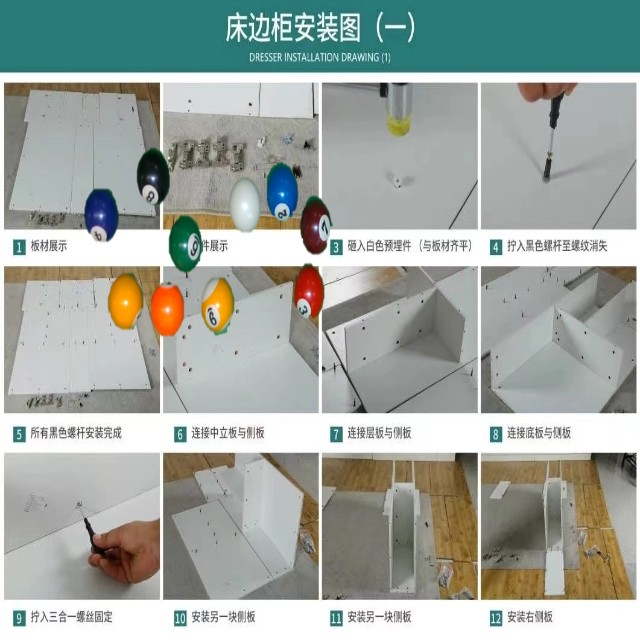 床边柜安装图（一）
DRESSER INSTALLATION DRAWING (1)
1 板材展示
件展示
3 砸入白色预埋件（与板材齐平）
4 拧入黑色螺杆至螺纹消失
5 所有黑色螺杆安装完成
6 连接中立板与侧板
7 连接层板与侧板
8 连接底板与侧板
9 拧入三合一螺丝固定
10 安装另一块侧板
11 安装另一块侧板
12 安装右侧板
8
2
7
6
3